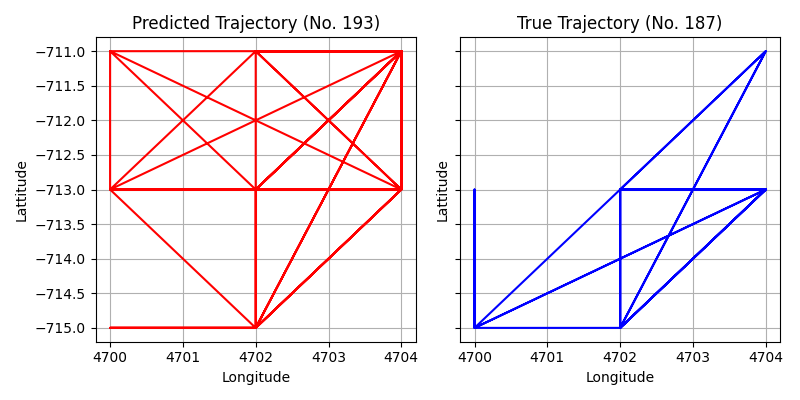 Predicted Trajectory (No. 193)
True Trajectory (No. 187)
−711.0
−711.5
−712.0
−712.5
−713.0
−713.5
−714.0
−714.5
−715.0
Lattitude
Lattitude
4700 4701 4702 4703 4704
4700 4701 4702 4703 4704
Longitude
Longitude